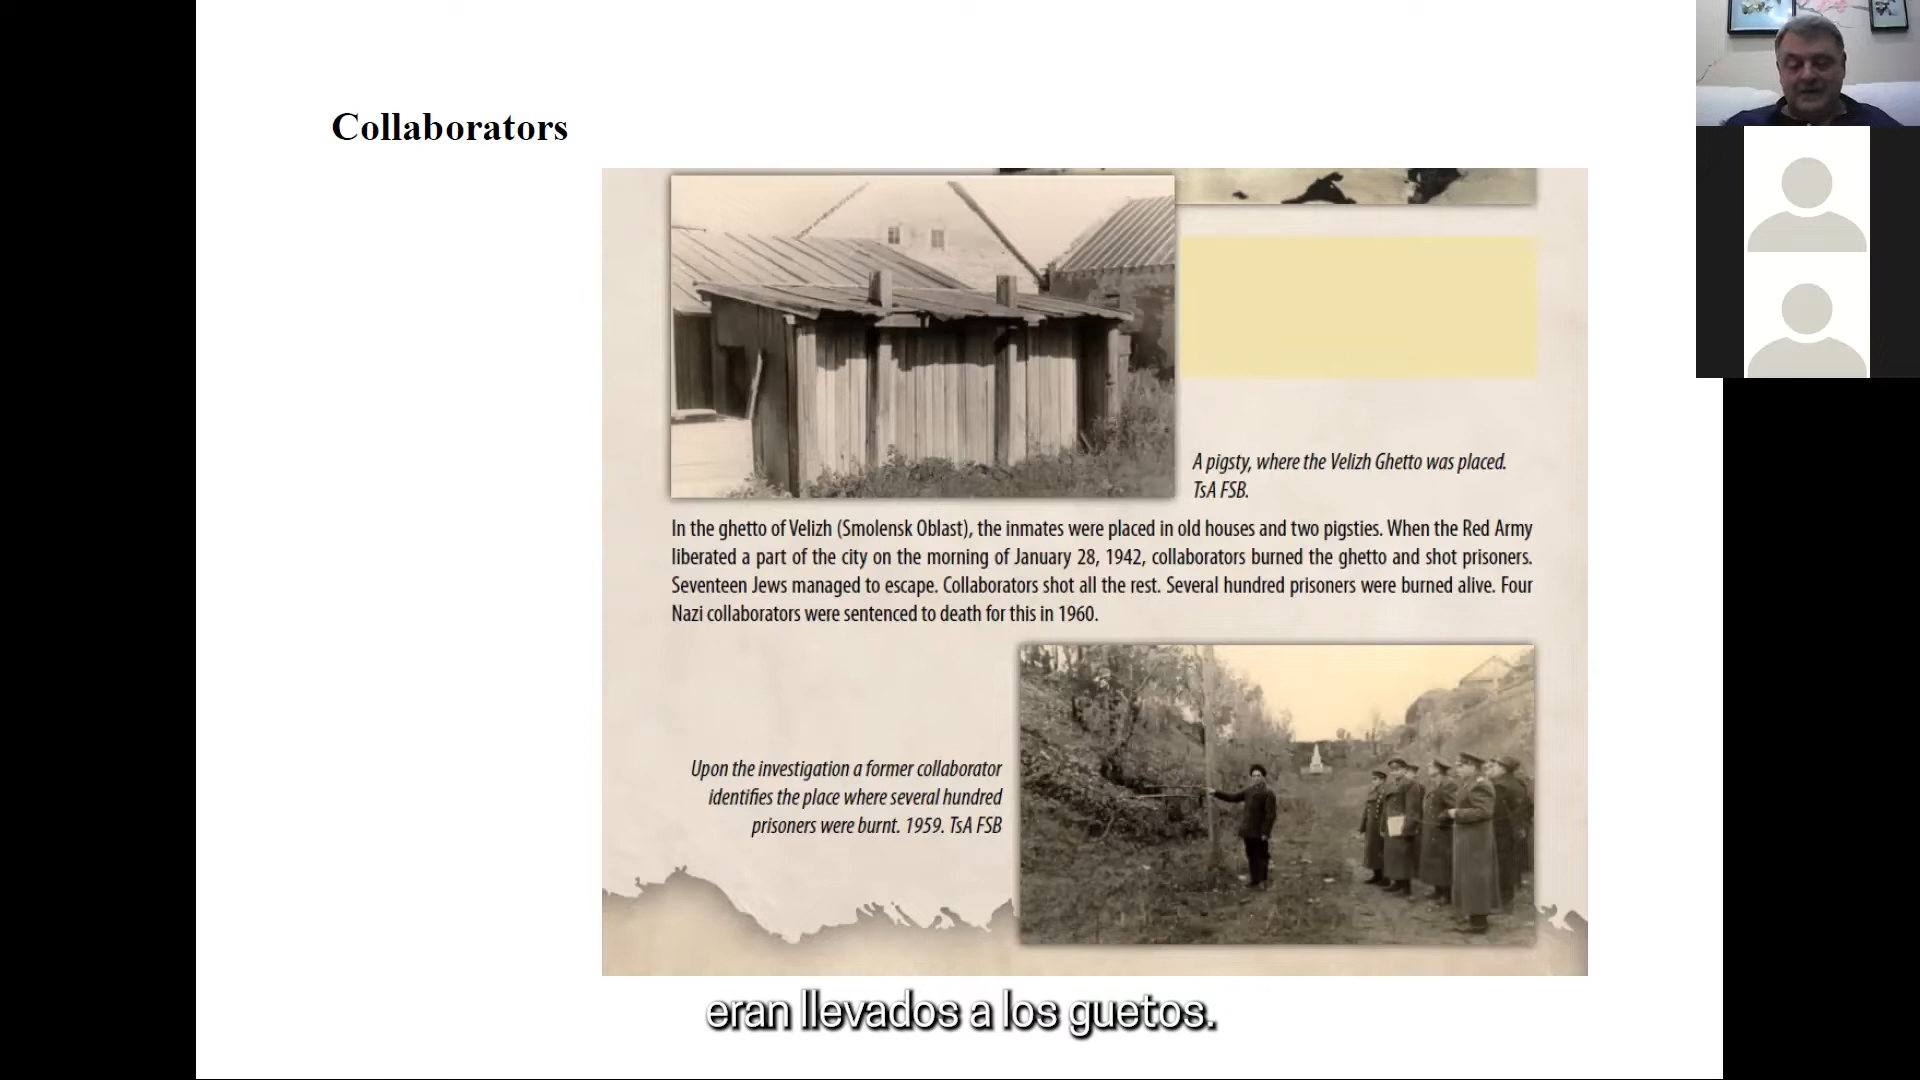 Collaborators
A pigsty, where the Velizh Ghetto was placed.
TsA FSB.
In the ghetto of Velizh (Smolensk Oblast), the inmates were placed in old houses and two pigsties. When the Red Army
liberated a part of the city on the morning of January 28, 1942, collaborators burned the ghetto and shot prisoners.
Seventeen Jews managed to escape. Collaborators shot all the rest. Several hundred prisoners were burned alive. Four
Nazi collaborators were sentenced to death for this in 1960.
Upon the investigation a former collaborator
identifies the place where several hundred
prisoners were burnt. 1959. TsA FSB
eran llevados a los guetos.